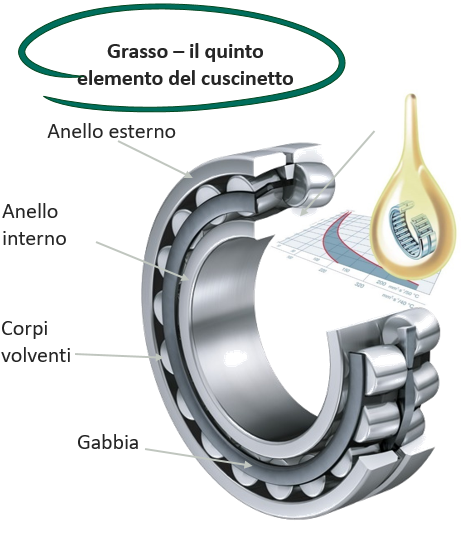 Grasso – il quinto
elemento del cuscinetto
Anello esterno
Anello
interno
Corpi
volventi
Gabbia